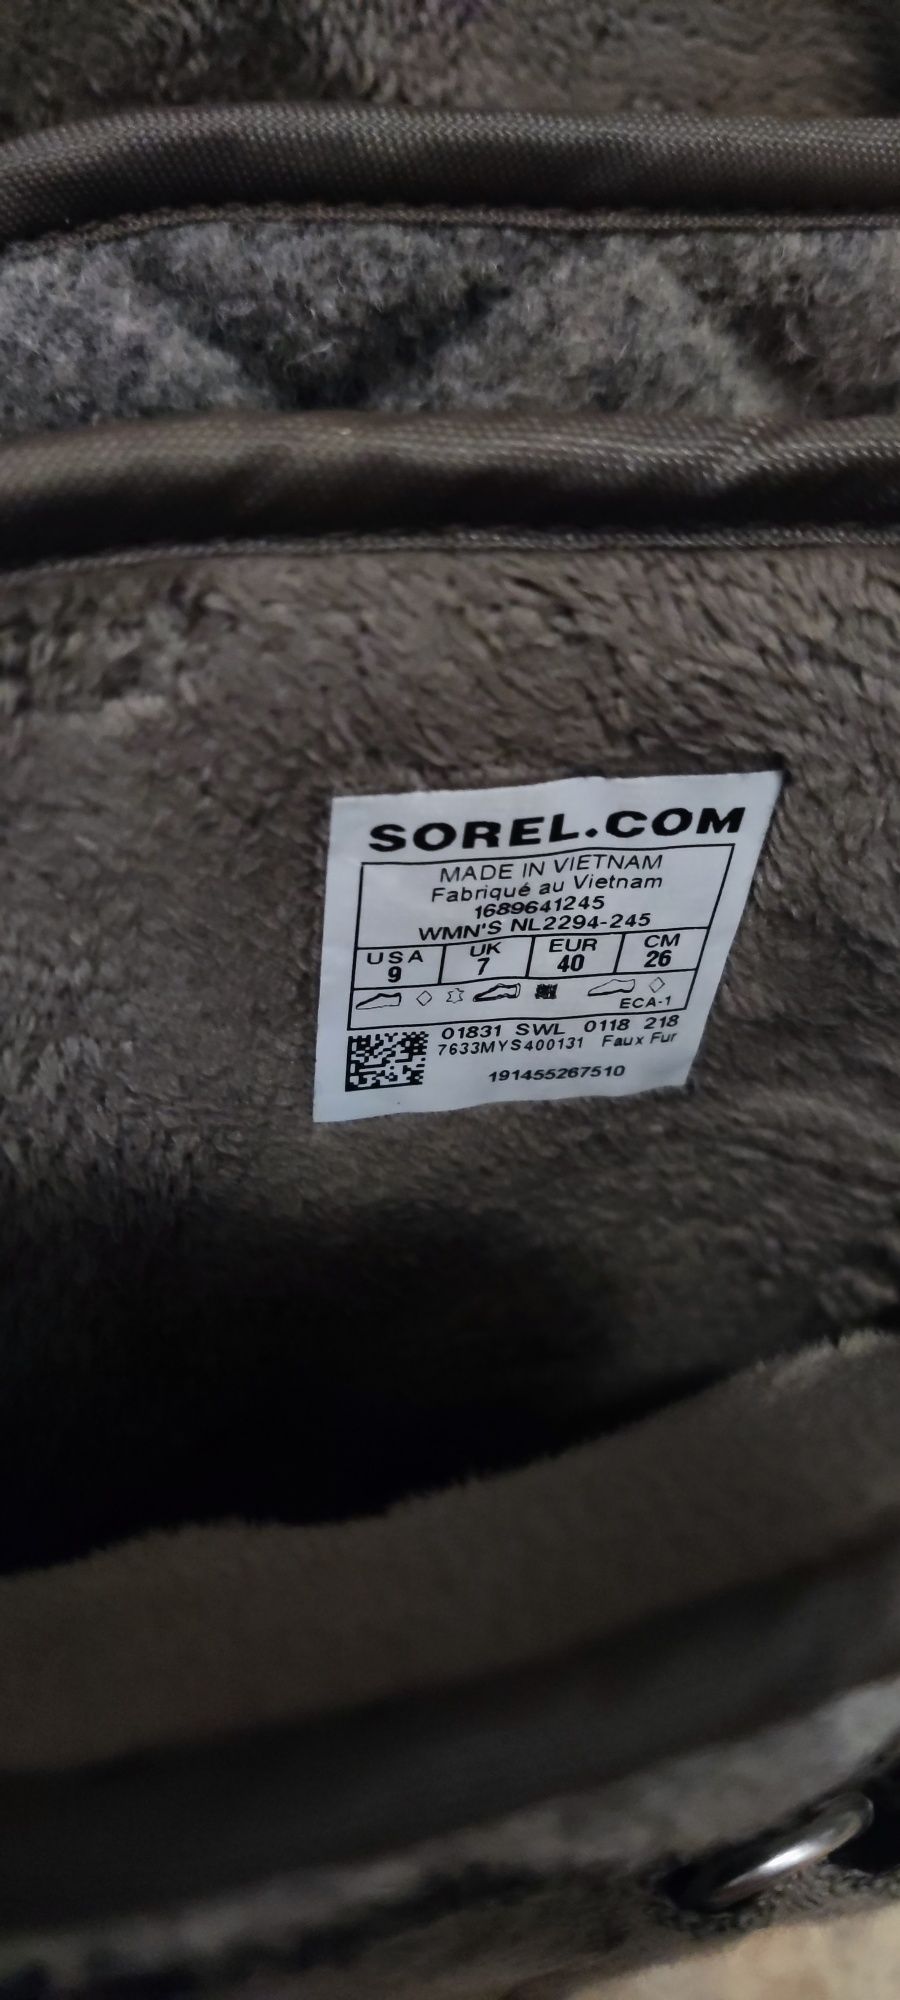 SOREL.COM
MADE IN VIETNAM
Fabriqué au Vietnam
1689641245
WMN'S NL2294-245
USA UK EUR CM
9 7 40 26
ECA-1
01831 SWL 0118 218
7633MYS400131 Faux Fur
191455267510